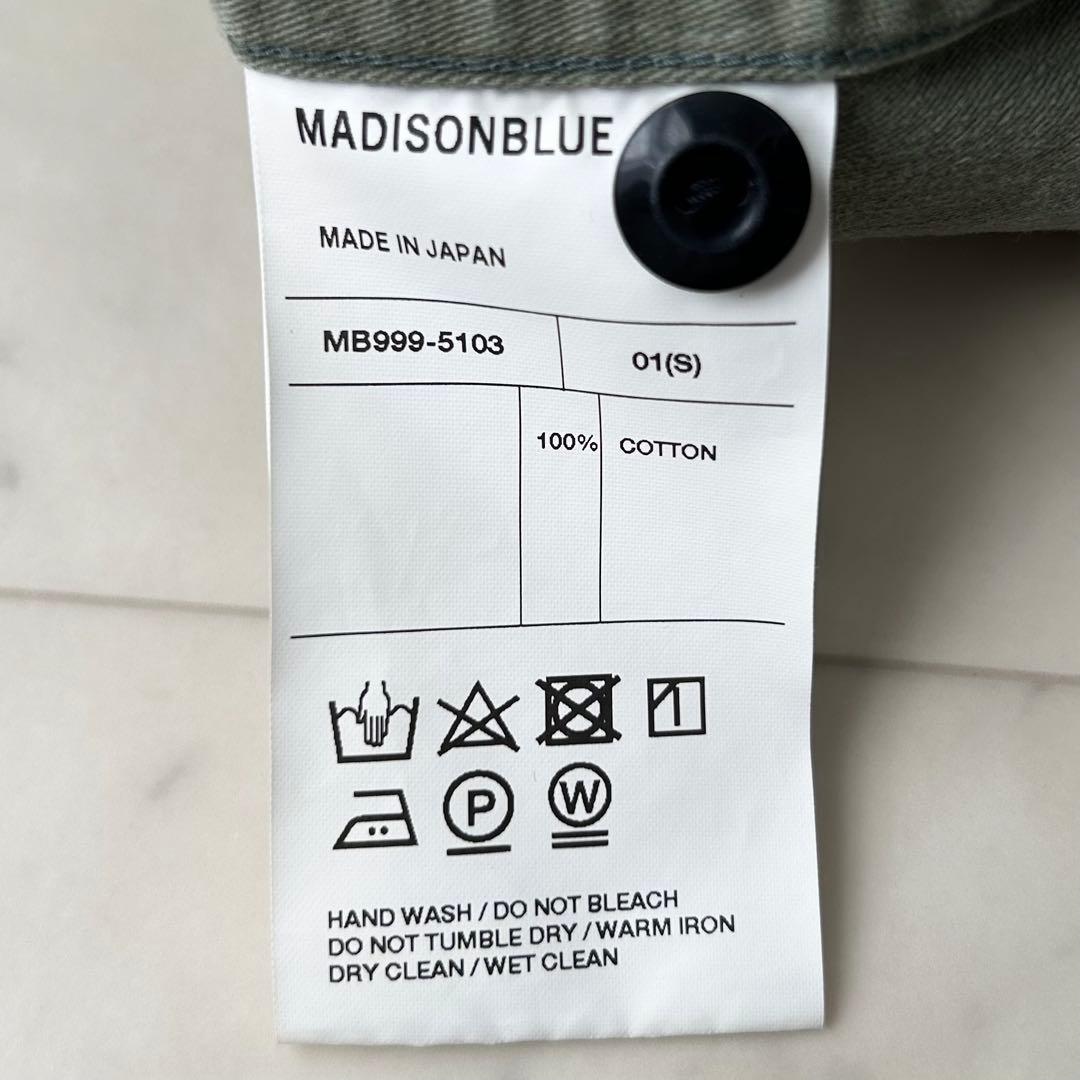 MADISONBLUE
MADE IN JAPAN
MB999-5103 01(S)
100% COTTON
P W
HAND WASH / DO NOT BLEACH
DO NOT TUMBLE DRY / WARM IRON
DRY CLEAN / WET CLEAN